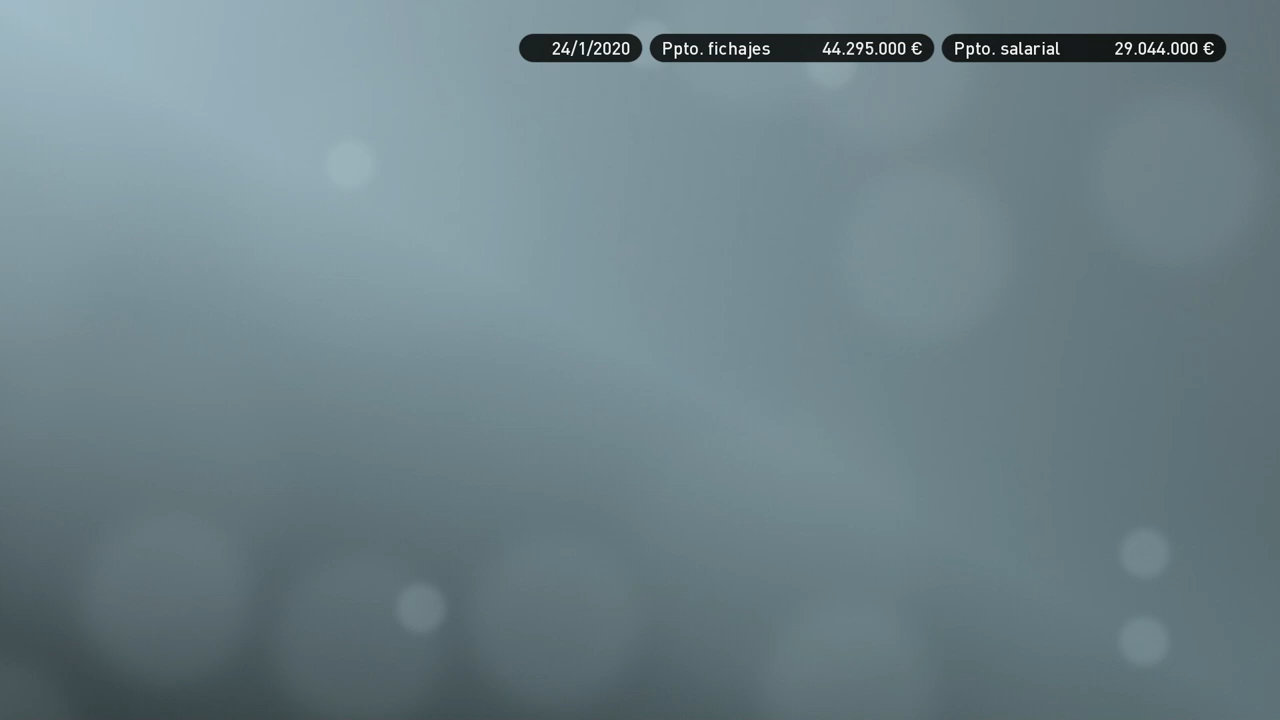 24/1/2020 Ppto. fichajes 44.295.000 € Ppto. salarial 29.044.000 €